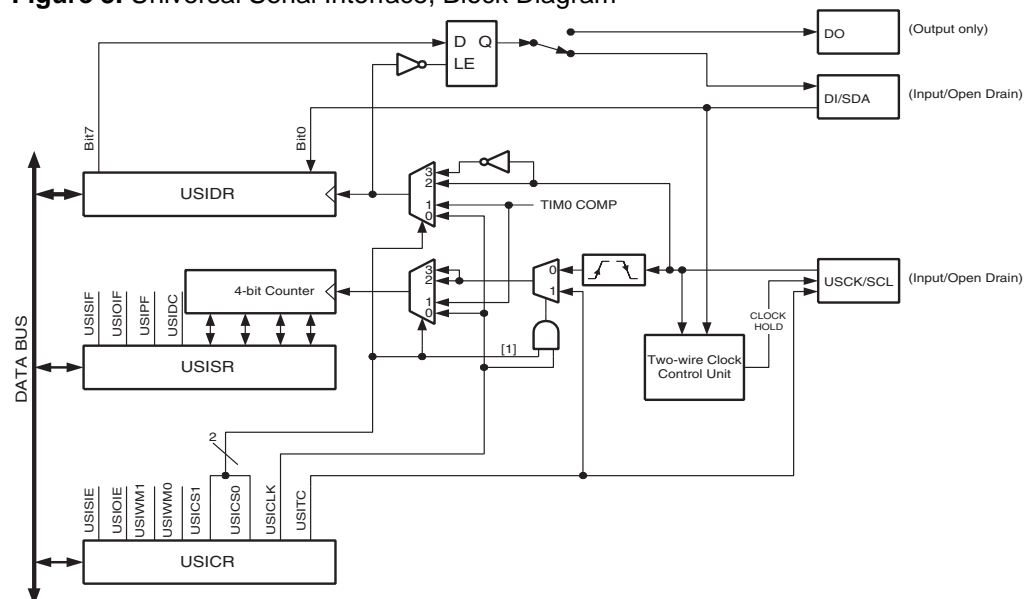 Figure 3. Universal Serial Interface, Block Diagram
D Q
LE
DO
(Output only)
DI/SDA
(Input/Open Drain)
Bit7
Bit0
USIDR
3
2
1
0
TIM0 COMP
4-bit Counter
3
2
1
0
0
1
USCK/SCL
(Input/Open Drain)
CLOCK
HOLD
USISIF
USIOIF
USIPF
USIDC
DATA BUS
USISR
[1]
Two-wire Clock
Control Unit
2
USISIE
USIOIE
USIWM1
USIWM0
USICS1
USICS0
USICLK
USITC
USICR